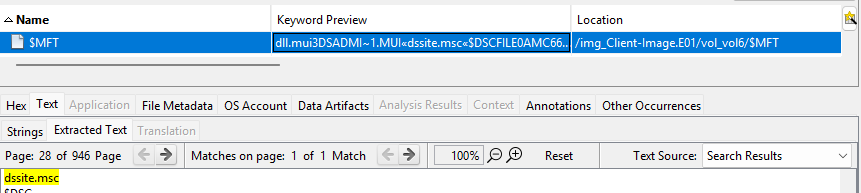 Name Keyword Preview Location
$MFT dll.mui3DSADMI~1.MUI«dssite.msc«$DSCFILE0AMC66... /img_Client-Image.E01/vol_vol6/$MFT
Hex Text Application File Metadata OS Account Data Artifacts Analysis Results Context Annotations Other Occurrences
Strings Extracted Text Translation
Page: 28 of 946 Page Matches on page: 1 of 1 Match 100% Reset Text Source: Search Results
dssite.msc
$DSC